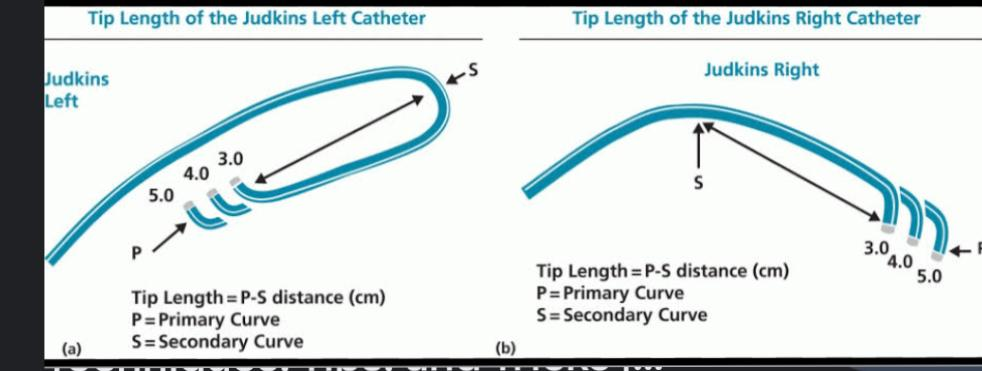 Tip Length of the Judkins Left Catheter
Judkins
Left
S
3.0
4.0
5.0
P
Tip Length=P-S distance (cm)
P=Primary Curve
S=Secondary Curve
(a)
Tip Length of the Judkins Right Catheter
Judkins Right
S
3.0
4.0
5.0
Tip Length=P-S distance (cm)
P=Primary Curve
S=Secondary Curve
(b)